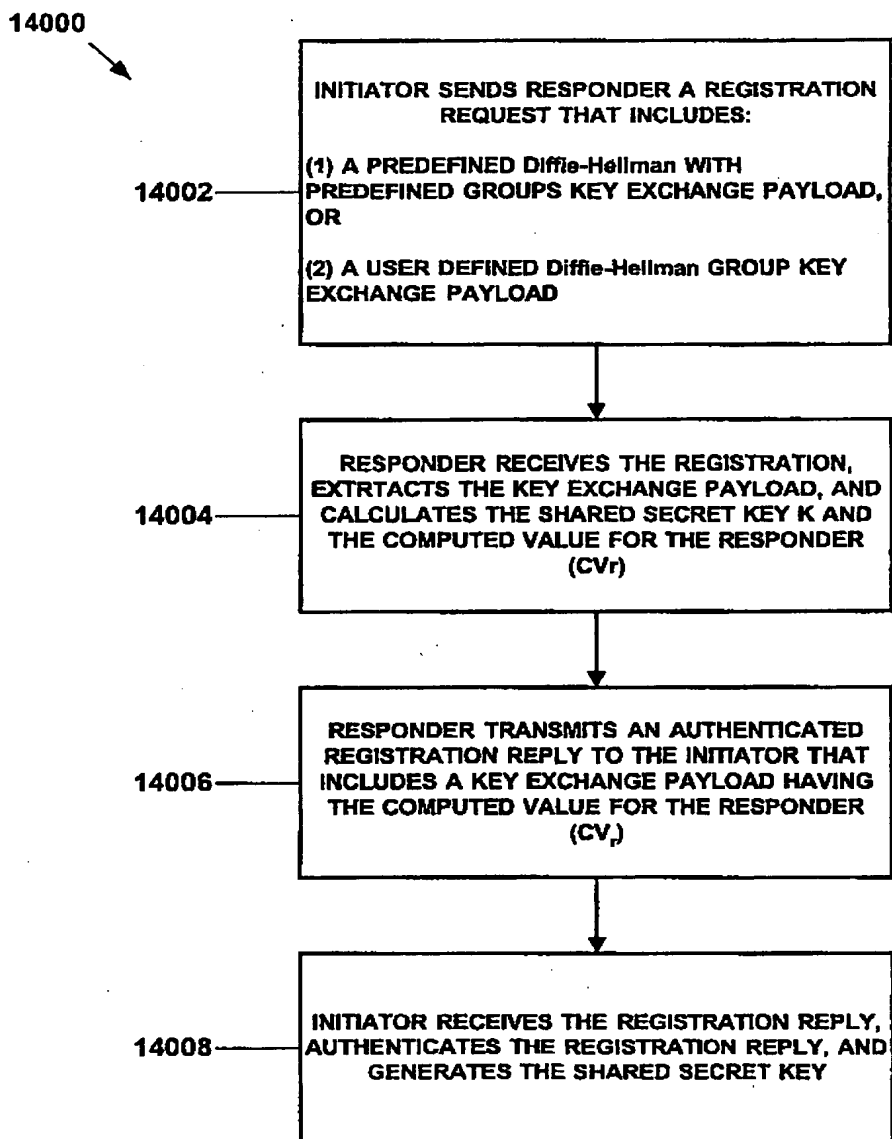 14000
INITIATOR SENDS RESPONDER A REGISTRATION
REQUEST THAT INCLUDES:
(1) A PREDEFINED Diffie-Hellman WITH
PREDEFINED GROUPS KEY EXCHANGE PAYLOAD,
OR
(2) A USER DEFINED Diffie-Hellman GROUP KEY
EXCHANGE PAYLOAD
14002
RESPONDER RECEIVES THE REGISTRATION,
EXTRTACTS THE KEY EXCHANGE PAYLOAD, AND
CALCULATES THE SHARED SECRET KEY K AND
THE COMPUTED VALUE FOR THE RESPONDER
(CVr)
14004
RESPONDER TRANSMITS AN AUTHENTICATED
REGISTRATION REPLY TO THE INITIATOR THAT
INCLUDES A KEY EXCHANGE PAYLOAD HAVING
THE COMPUTED VALUE FOR THE RESPONDER
(CVr)
14006
INITIATOR RECEIVES THE REGISTRATION REPLY,
AUTHENTICATES THE REGISTRATION REPLY, AND
GENERATES THE SHARED SECRET KEY
14008